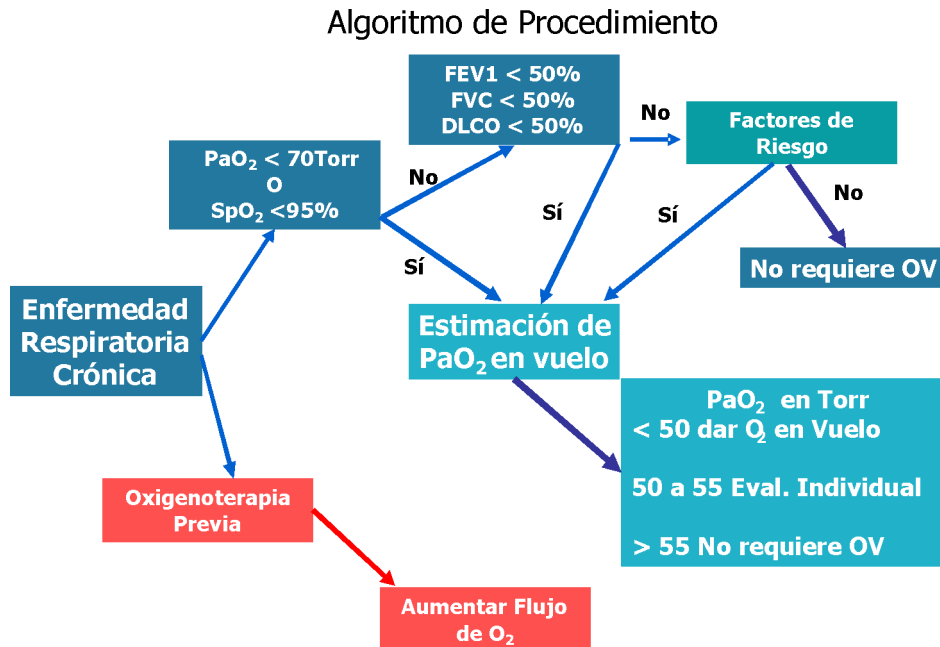 Algoritmo de Procedimiento
FEV1 < 50%
FVC < 50%
DLCO < 50%
No
Factores de
Riesgo
PaO₂ < 70Torr
O
SpO₂ <95%
No
Sí
Sí
Sí
No
No requiere OV
Enfermedad
Respiratoria
Crónica
Estimación de
PaO₂ en vuelo
PaO₂ en Torr
< 50 dar O₂ en Vuelo
50 a 55 Eval. Individual
> 55 No requiere OV
Oxigenoterapia
Previa
Aumentar Flujo
de O₂